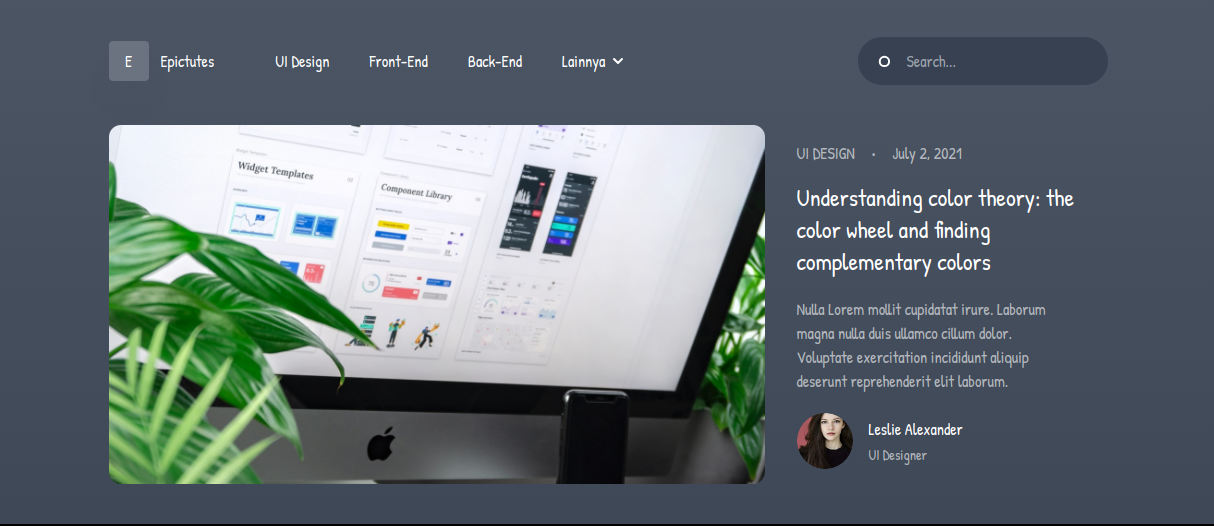 E Epictutes UI Design Front-End Back-End Lainnya Search...
Widget Templates
Component Library
UI DESIGN • July 2, 2021
Understanding color theory: the
color wheel and finding
complementary colors
Nulla Lorem mollit cupidatat irure. Laborum
magna nulla duis ullamco cillum dolor.
Voluptate exercitation incididunt aliquip
deserunt reprehenderit elit laborum.
Leslie Alexander
UI Designer